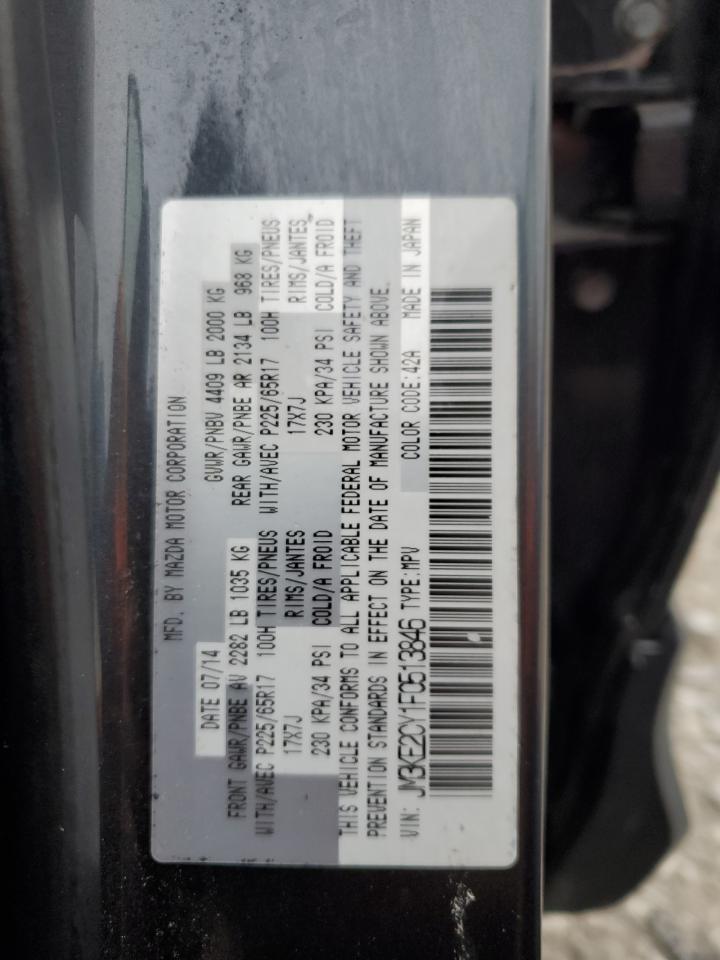 MFD. BY MAZDA MOTOR CORPORATION
DATE 07/14 GVWR/PNBV 4409 LB 2000 KG
FRONT GAWR/PNBE AV 2282 LB 1035 KG REAR GAWR/PNBE AR 2134 LB 968 KG
WITH/AVEC P225/65R17 100H TIRES/PNEUS WITH/AVEC P225/65R17 100H TIRES/PNEUS
17X7J RIMS/JANTES 17X7J RIMS/JANTES
230 KPA/34 PSI COLD/A FROID 230 KPA/34 PSI COLD/A FROID
THIS VEHICLE CONFORMS TO ALL APPLICABLE FEDERAL MOTOR VEHICLE SAFETY AND THEFT
PREVENTION STANDARDS IN EFFECT ON THE DATE OF MANUFACTURE SHOWN ABOVE.
VIN: JM3KE2CY1F0513846 TYPE:MPV COLOR CODE:42A MADE IN JAPAN